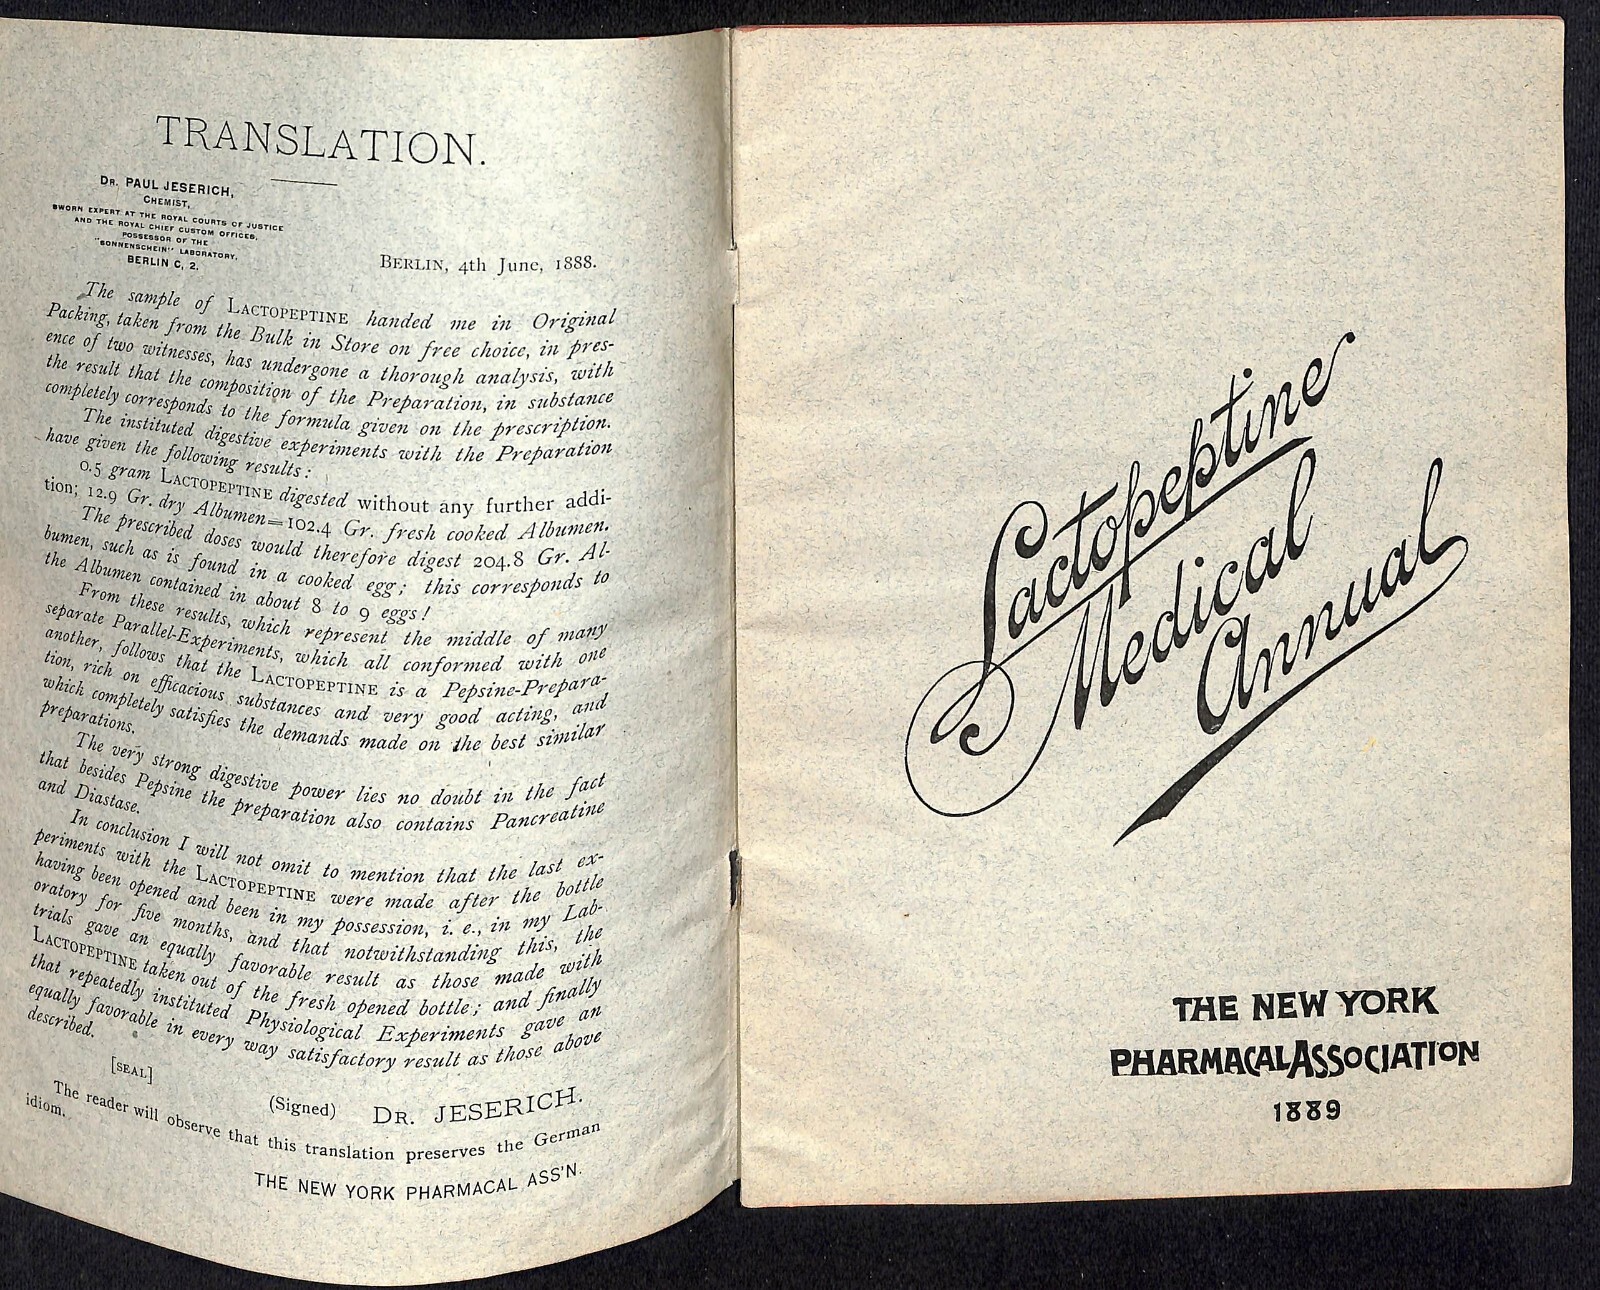 TRANSLATION.
DR. PAUL JESERICH,
CHEMIST,
SWORN EXPERT AT THE ROYAL COURTS OF JUSTICE
AND THE ROYAL CHIEF CUSTOM OFFICES,
POSSESSOR OF THE
"SONNENSCHEIN" LABORATORY,
BERLIN C, 2.
BERLIN, 4th June, 1888.
The sample of LACTOPEPTINE handed me in Original
Packing, taken from the Bulk in Store on free choice, in pres-
ence of two witnesses, has undergone a thorough analysis, with
the result that the composition of the Preparation, in substance
completely corresponds to the formula given on the prescription.
The instituted digestive experiments with the Preparation
have given the following results:
0.5 gram LACTOPEPTINE digested without any further addi-
tion; 12.9 Gr. dry Albumen=102.4 Gr. fresh cooked Albumen.
The prescribed doses would therefore digest 204.8 Gr. Al-
bumen, such as is found in a cooked egg; this corresponds to
the Albumen contained in about 8 to 9 eggs!
From these results, which represent the middle of many
separate Parallel-Experiments, which all conformed with one
another, follows that the LACTOPEPTINE is a Pepsine-Prepara-
tion, rich on efficacious substances and very good acting, and
which completely satisfies the demands made on the best similar
preparations.
The very strong digestive power lies no doubt in the fact
that besides Pepsine the preparation also contains Pancreatine
and Diastase.
In conclusion I will not omit to mention that the last ex-
periments with the LACTOPEPTINE were made after the bottle
having been opened and been in my possession, i. e., in my Lab-
oratory for five months, and that notwithstanding this, the
trials gave an equally favorable result as those made with
LACTOPEPTINE taken out of the fresh opened bottle; and finally
that repeatedly instituted Physiological Experiments gave an
equally favorable in every way satisfactory result as those above
described.
[SEAL]
(Signed) DR. JESERICH.
The reader will observe that this translation preserves the German
idiom.
THE NEW YORK PHARMACAL ASS'N.
Lactopeptine
Medical
Annual
THE NEW YORK
PHARMACAL ASSOCIATION
1889